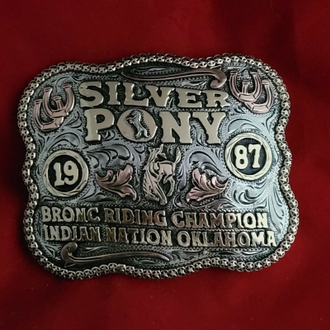 SILVER
PONY
19 87
BRONC RIDING CHAMPION
INDIAN NATION OKLAHOMA